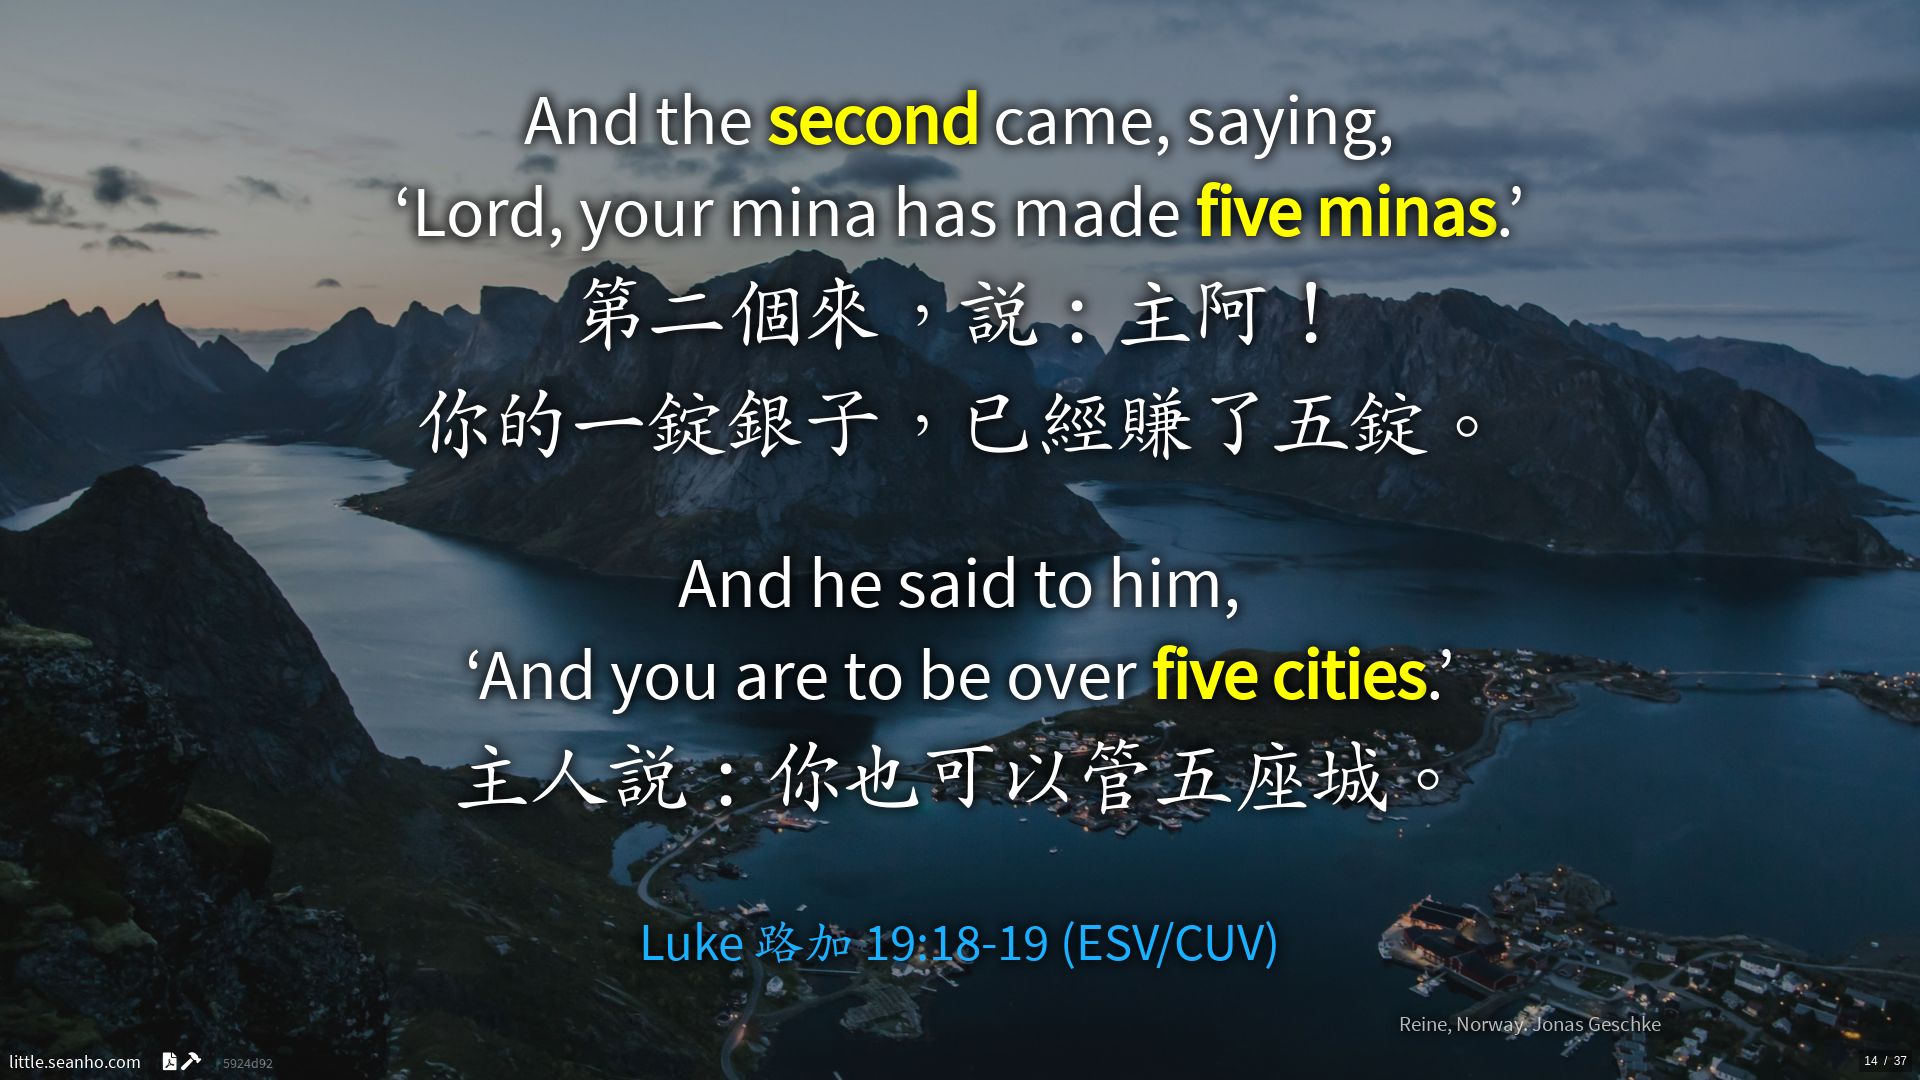 And the second came, saying,
‘Lord, your mina has made five minas.’
第二個來，説：主阿！
你的一錠銀子，已經賺了五錠。
And he said to him,
‘And you are to be over five cities.’
主人説：你也可以管五座城。
Luke 路加 19:18-19 (ESV/CUV)
Reine, Norway. Jonas Geschke
little.seanho.com 5924d92
14 / 37